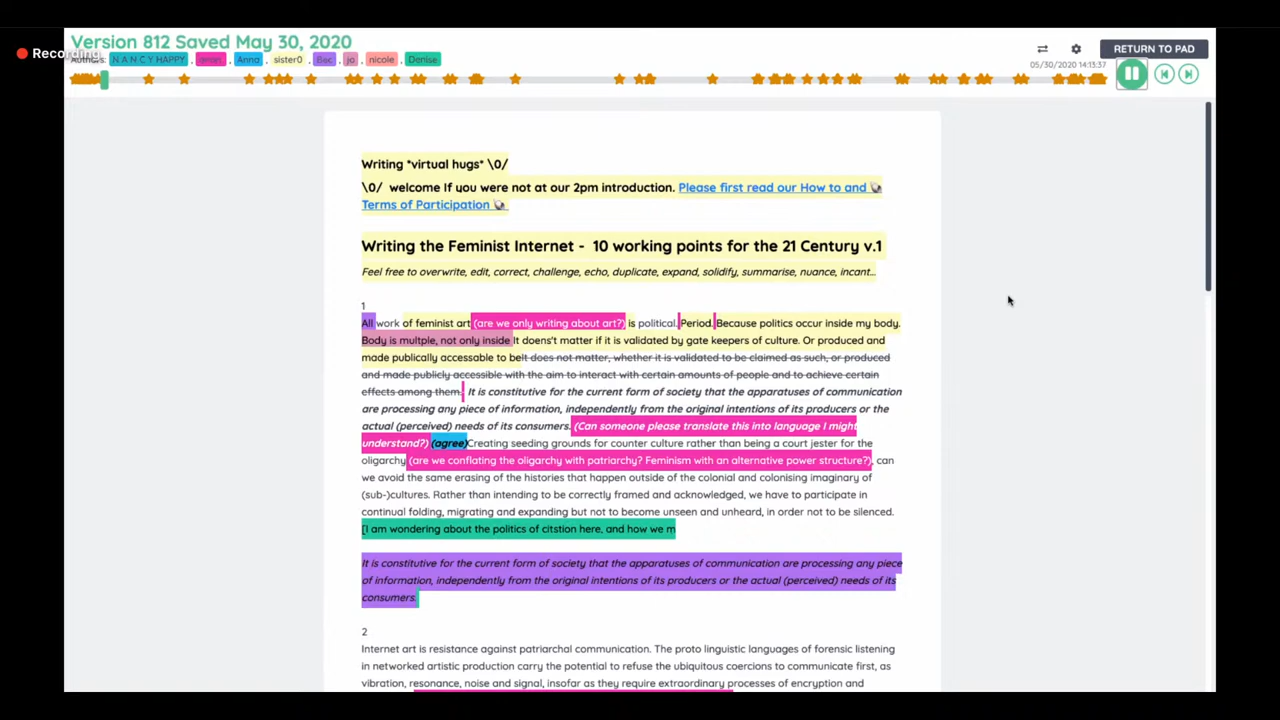 Version 812 Saved May 30, 2020
Recording
Authors: N A N C Y HAPPY , , Anna , sister0 , , jo , nicole , Denise
RETURN TO PAD
05/30/2020 14:13:37
Writing *virtual hugs* \0/
\0/ welcome If you were not at our 2pm introduction. Please first read our How to and
Terms of Participation
Writing the Feminist Internet - 10 working points for the 21 Century v.1
Feel free to overwrite, edit, correct, challenge, echo, duplicate, expand, solidify, summarise, nuance, incant...
1
All work of feminist art (are we only writing about art?) is political. Period. Because politics occur inside my body.
Body is multple, not only inside It doens't matter if it is validated by gate keepers of culture. Or produced and
made publically accessable to beIt does not matter, whether it is validated to be claimed as such, or produced
and made publicly accessible with the aim to interact with certain amounts of people and to achieve certain
effects among them. It is constitutive for the current form of society that the apparatuses of communication
are processing any piece of information, independently from the original intentions of its producers or the
actual (perceived) needs of its consumers. (Can someone please translate this into language I might
understand?) (agree)Creating seeding grounds for counter culture rather than being a court jester for the
oligarchy (are we conflating the oligarchy with patriarchy? Feminism with an alternative power structure?), can
we avoid the same erasing of the histories that happen outside of the colonial and colonising imaginary of
(sub-)cultures. Rather than intending to be correctly framed and acknowledged, we have to participate in
continual folding, migrating and expanding but not to become unseen and unheard, in order not to be silenced.
[I am wondering about the politics of citstion here, and how we m
It is constitutive for the current form of society that the apparatuses of communication are processing any piece
of information, independently from the original intentions of its producers or the actual (perceived) needs of its
consumers.
2
Internet art is resistance against patriarchal communication. The proto linguistic languages of forensic listening
in networked artistic production carry the potential to refuse the ubiquitous coercions to communicate first, as
vibration, resonance, noise and signal, insofar as they require extraordinary processes of encryption and